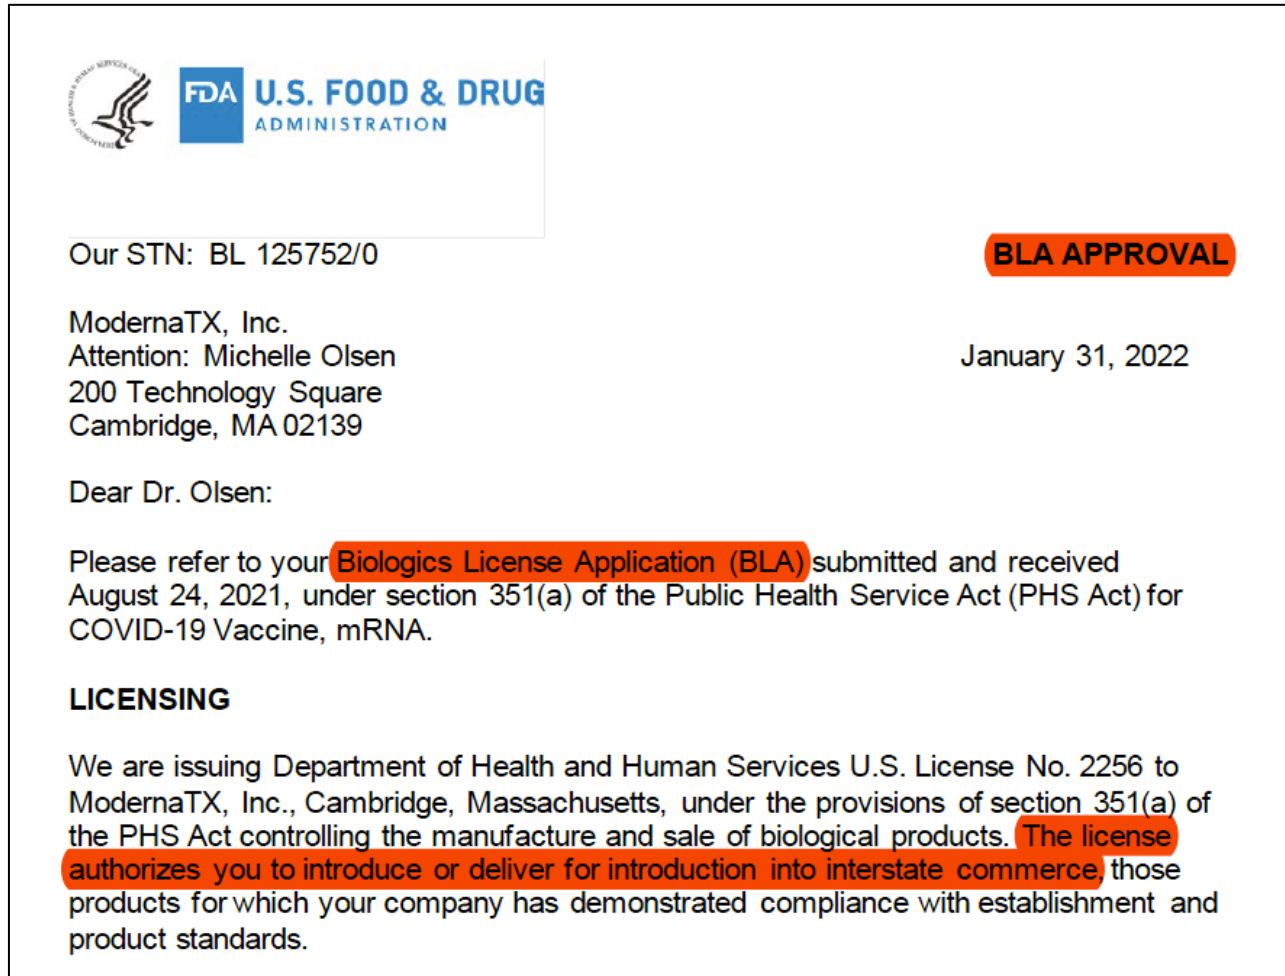 FDA U.S. FOOD & DRUG
ADMINISTRATION
Our STN: BL 125752/0
BLA APPROVAL
ModernaTX, Inc.
Attention: Michelle Olsen
January 31, 2022
200 Technology Square
Cambridge, MA 02139
Dear Dr. Olsen:
Please refer to your Biologics License Application (BLA) submitted and received
August 24, 2021, under section 351(a) of the Public Health Service Act (PHS Act) for
COVID-19 Vaccine, mRNA.
LICENSING
We are issuing Department of Health and Human Services U.S. License No. 2256 to
ModernaTX, Inc., Cambridge, Massachusetts, under the provisions of section 351(a) of
the PHS Act controlling the manufacture and sale of biological products. The license
authorizes you to introduce or deliver for introduction into interstate commerce, those
products for which your company has demonstrated compliance with establishment and
product standards.